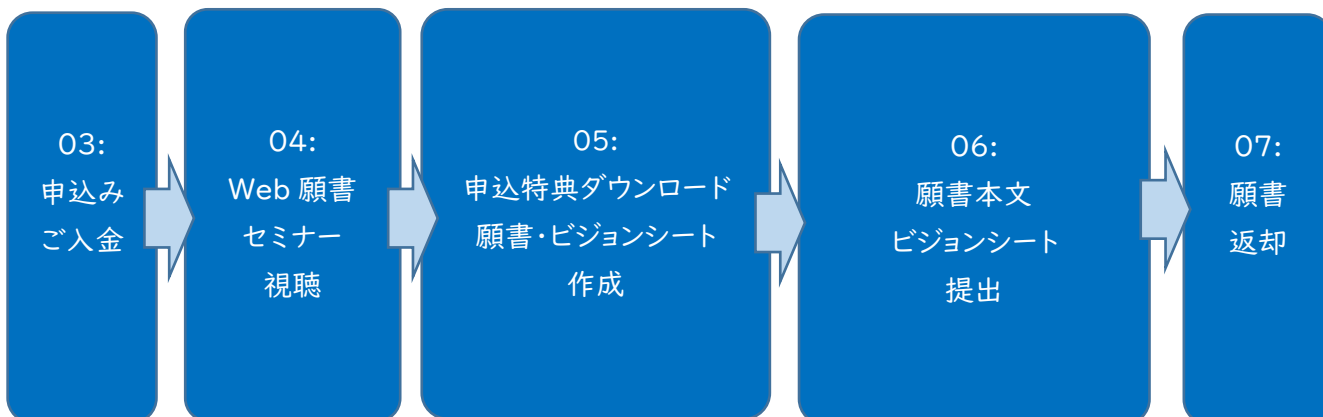 03:
申込み
ご入金
04:
Web 願書
セミナー
視聴
05:
申込特典ダウンロード
願書・ビジョンシート
作成
06:
願書本文
ビジョンシート
提出
07:
願書
返却